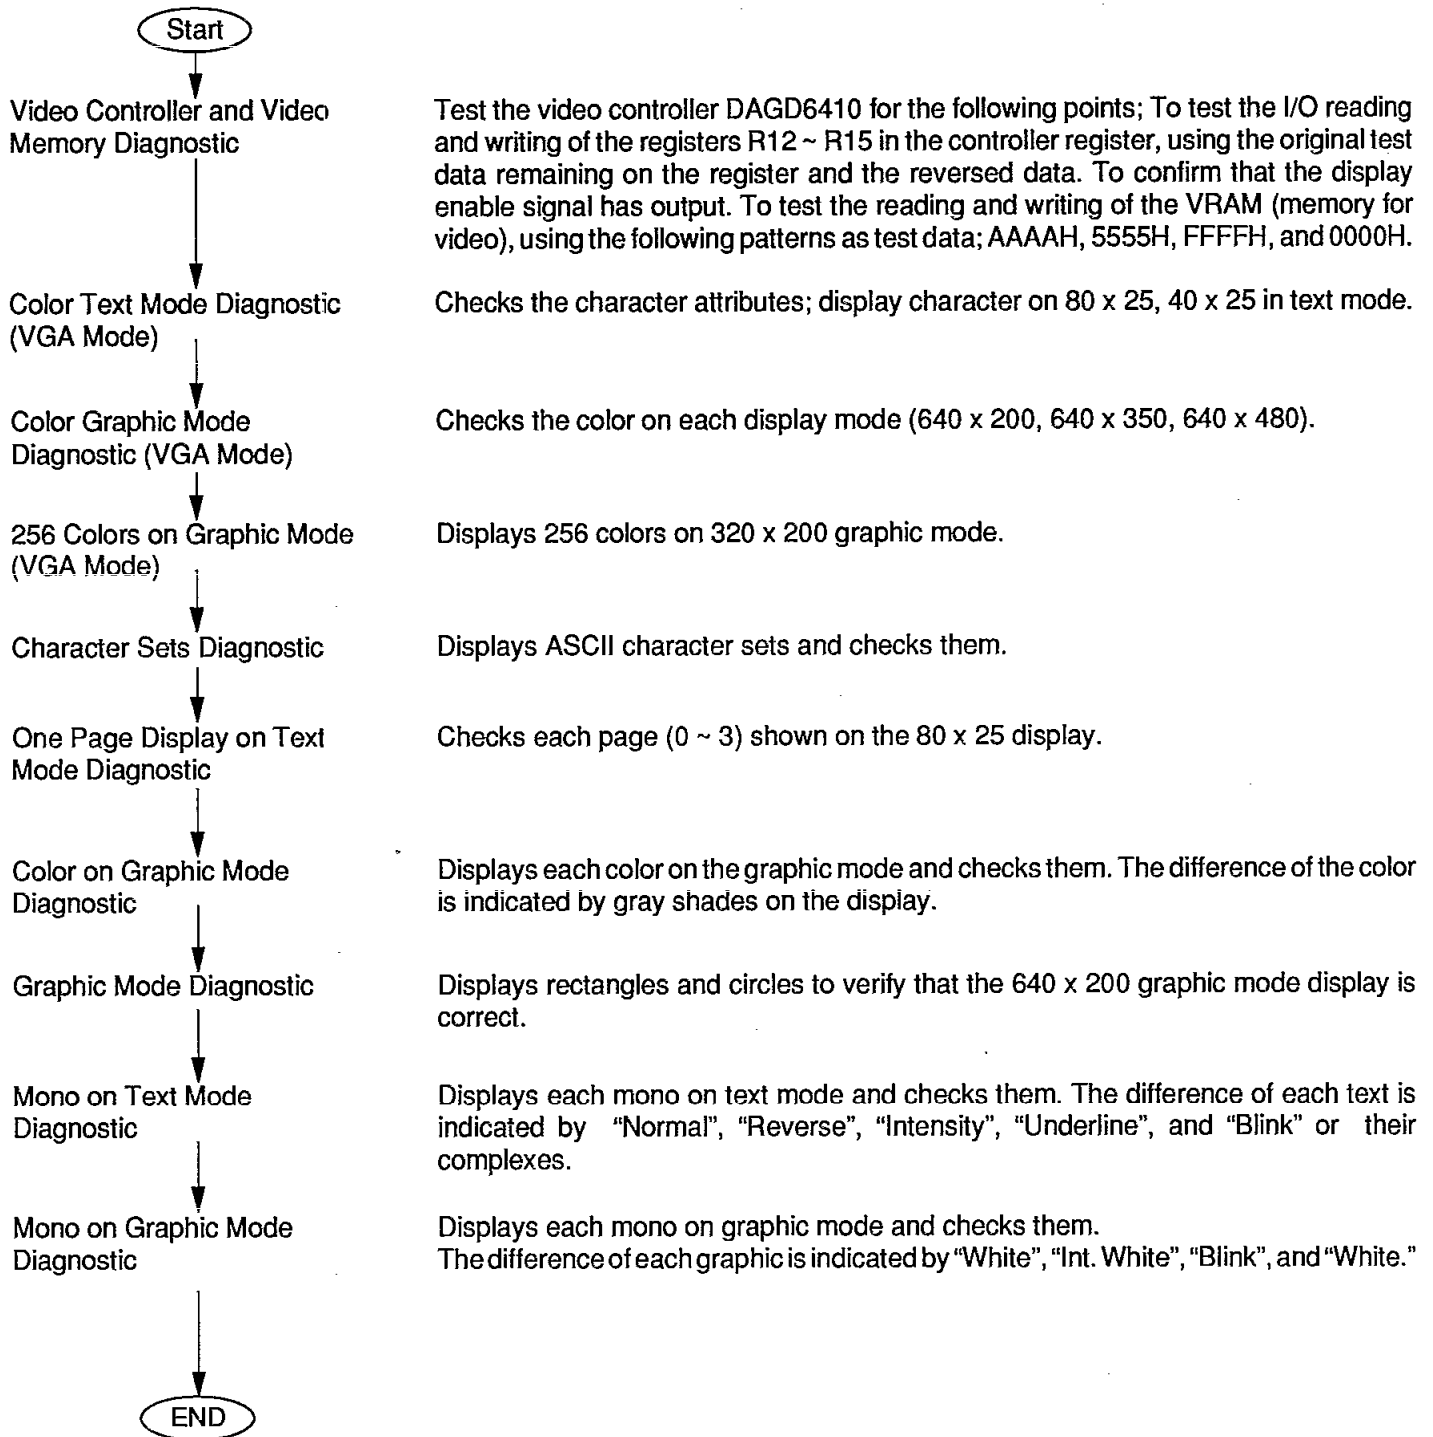 Start
Video Controller and Video
Memory Diagnostic
Test the video controller DAGD6410 for the following points; To test the I/O reading
and writing of the registers R12 ~ R15 in the controller register, using the original test
data remaining on the register and the reversed data. To confirm that the display
enable signal has output. To test the reading and writing of the VRAM (memory for
video), using the following patterns as test data; AAAAH, 5555H, FFFFH, and 0000H.
Color Text Mode Diagnostic
(VGA Mode)
Checks the character attributes; display character on 80 x 25, 40 x 25 in text mode.
Color Graphic Mode
Diagnostic (VGA Mode)
Checks the color on each display mode (640 x 200, 640 x 350, 640 x 480).
256 Colors on Graphic Mode
(VGA Mode)
Displays 256 colors on 320 x 200 graphic mode.
Character Sets Diagnostic
Displays ASCII character sets and checks them.
One Page Display on Text
Mode Diagnostic
Checks each page (0 ~ 3) shown on the 80 x 25 display.
Color on Graphic Mode
Diagnostic
Displays each color on the graphic mode and checks them. The difference of the color
is indicated by gray shades on the display.
Graphic Mode Diagnostic
Displays rectangles and circles to verify that the 640 x 200 graphic mode display is
correct.
Mono on Text Mode
Diagnostic
Displays each mono on text mode and checks them. The difference of each text is
indicated by “Normal”, “Reverse”, “Intensity”, “Underline”, and “Blink” or their
complexes.
Mono on Graphic Mode
Diagnostic
Displays each mono on graphic mode and checks them.
The difference of each graphic is indicated by “White”, “Int. White”, “Blink”, and “White.”
END